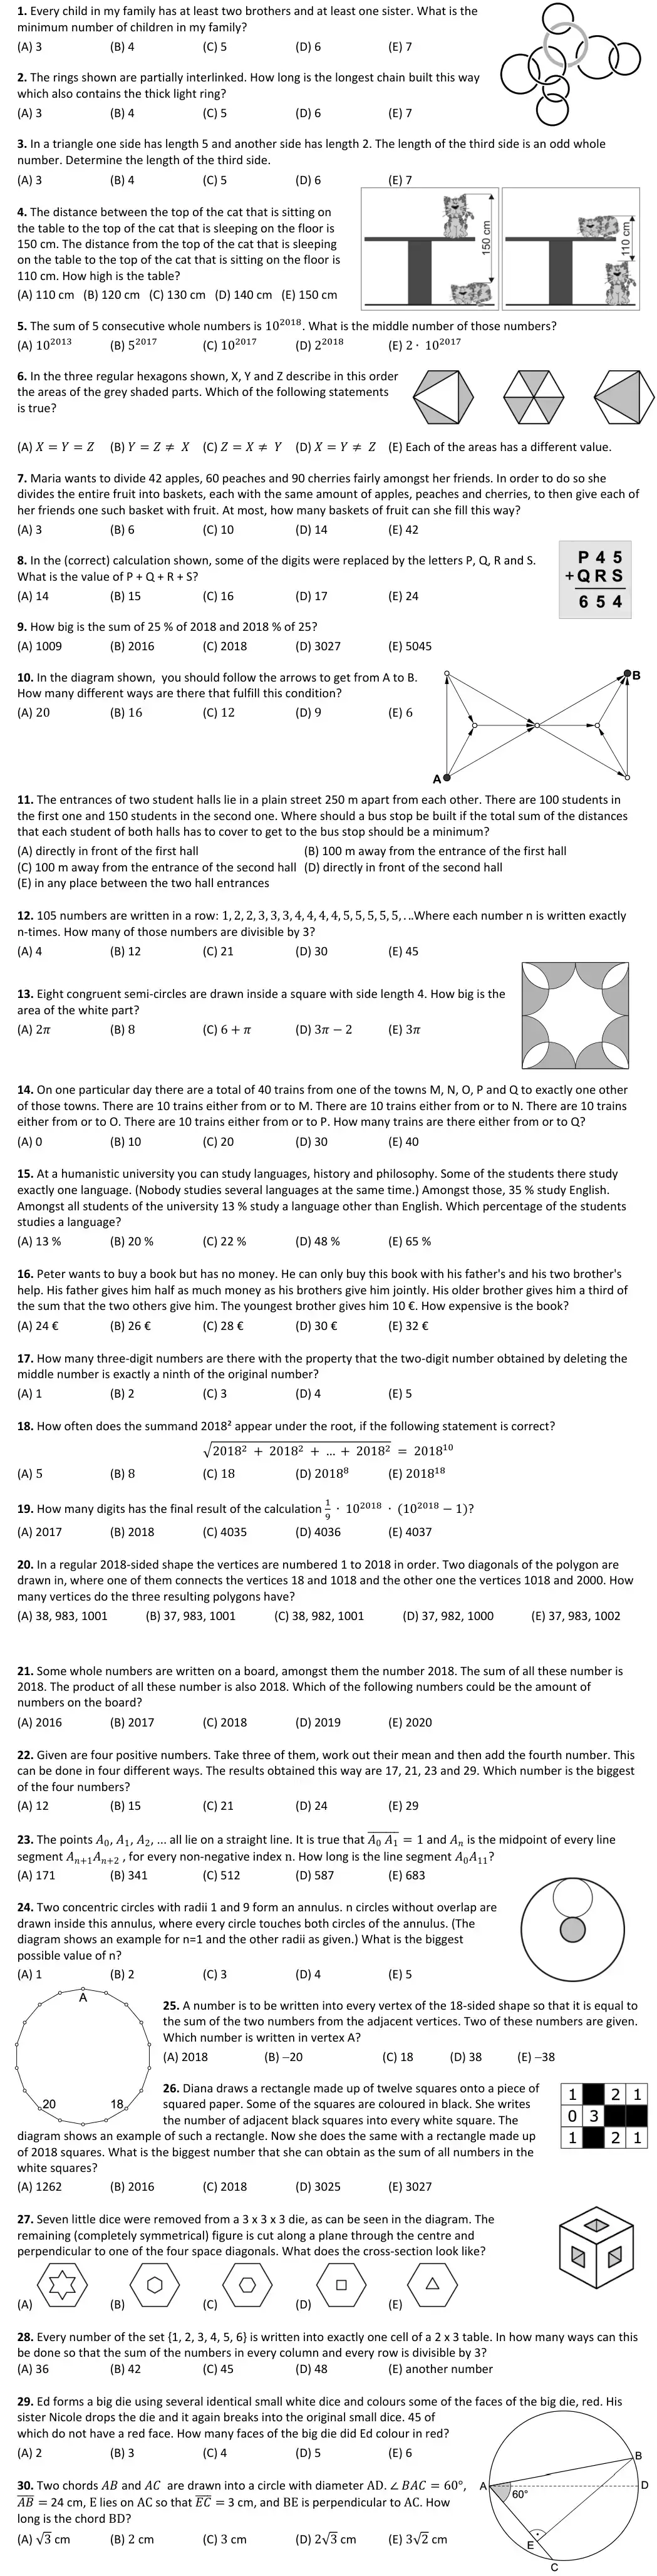 1. Every child in my family has at least two brothers and at least one sister. What is the
minimum number of children in my family?
(A) 3 (B) 4 (C) 5 (D) 6 (E) 7
2. The rings shown are partially interlinked. How long is the longest chain built this way
which also contains the thick light ring?
(A) 3 (B) 4 (C) 5 (D) 6 (E) 7
3. In a triangle one side has length 5 and another side has length 2. The length of the third side is an odd whole
number. Determine the length of the third side.
(A) 3 (B) 4 (C) 5 (D) 6 (E) 7
4. The distance between the top of the cat that is sitting on
the table to the top of the cat that is sleeping on the floor is
150 cm. The distance from the top of the cat that is sleeping
on the table to the top of the cat that is sitting on the floor is
110 cm. How high is the table?
(A) 110 cm (B) 120 cm (C) 130 cm (D) 140 cm (E) 150 cm
150 cm
110 cm
5. The sum of 5 consecutive whole numbers is 10²⁰¹⁸. What is the middle number of those numbers?
(A) 10²⁰¹³ (B) 5²⁰¹⁷ (C) 10²⁰¹⁷ (D) 2²⁰¹⁸ (E) 2 · 10²⁰¹⁷
6. In the three regular hexagons shown, X, Y and Z describe in this order
the areas of the grey shaded parts. Which of the following statements
is true?
(A) X = Y = Z (B) Y = Z ≠ X (C) Z = X ≠ Y (D) X = Y ≠ Z (E) Each of the areas has a different value.
7. Maria wants to divide 42 apples, 60 peaches and 90 cherries fairly amongst her friends. In order to do so she
divides the entire fruit into baskets, each with the same amount of apples, peaches and cherries, to then give each of
her friends one such basket with fruit. At most, how many baskets of fruit can she fill this way?
(A) 3 (B) 6 (C) 10 (D) 14 (E) 42
8. In the (correct) calculation shown, some of the digits were replaced by the letters P, Q, R and S.
What is the value of P + Q + R + S?
(A) 14 (B) 15 (C) 16 (D) 17 (E) 24
P 4 5
+ Q R S
6 5 4
9. How big is the sum of 25 % of 2018 and 2018 % of 25?
(A) 1009 (B) 2016 (C) 2018 (D) 3027 (E) 5045
10. In the diagram shown, you should follow the arrows to get from A to B.
How many different ways are there that fulfill this condition?
(A) 20 (B) 16 (C) 12 (D) 9 (E) 6
B
A
11. The entrances of two student halls lie in a plain street 250 m apart from each other. There are 100 students in
the first one and 150 students in the second one. Where should a bus stop be built if the total sum of the distances
that each student of both halls has to cover to get to the bus stop should be a minimum?
(A) directly in front of the first hall (B) 100 m away from the entrance of the first hall
(C) 100 m away from the entrance of the second hall (D) directly in front of the second hall
(E) in any place between the two hall entrances
12. 105 numbers are written in a row: 1, 2, 2, 3, 3, 3, 4, 4, 4, 4, 5, 5, 5, 5, 5, . ..Where each number n is written exactly
n-times. How many of those numbers are divisible by 3?
(A) 4 (B) 12 (C) 21 (D) 30 (E) 45
13. Eight congruent semi-circles are drawn inside a square with side length 4. How big is the
area of the white part?
(A) 2π (B) 8 (C) 6 + π (D) 3π − 2 (E) 3π
14. On one particular day there are a total of 40 trains from one of the towns M, N, O, P and Q to exactly one other
of those towns. There are 10 trains either from or to M. There are 10 trains either from or to N. There are 10 trains
either from or to O. There are 10 trains either from or to P. How many trains are there either from or to Q?
(A) 0 (B) 10 (C) 20 (D) 30 (E) 40
15. At a humanistic university you can study languages, history and philosophy. Some of the students there study
exactly one language. (Nobody studies several languages at the same time.) Amongst those, 35 % study English.
Amongst all students of the university 13 % study a language other than English. Which percentage of the students
studies a language?
(A) 13 % (B) 20 % (C) 22 % (D) 48 % (E) 65 %
16. Peter wants to buy a book but has no money. He can only buy this book with his father's and his two brother's
help. His father gives him half as much money as his brothers give him jointly. His older brother gives him a third of
the sum that the two others give him. The youngest brother gives him 10 €. How expensive is the book?
(A) 24 € (B) 26 € (C) 28 € (D) 30 € (E) 32 €
17. How many three-digit numbers are there with the property that the two-digit number obtained by deleting the
middle number is exactly a ninth of the original number?
(A) 1 (B) 2 (C) 3 (D) 4 (E) 5
18. How often does the summand 2018² appear under the root, if the following statement is correct?
√(2018² + 2018² + ... + 2018²) = 2018¹⁰
(A) 5 (B) 8 (C) 18 (D) 2018⁸ (E) 2018¹⁸
19. How many digits has the final result of the calculation 1/9 · 10²⁰¹⁸ · (10²⁰¹⁸ − 1)?
(A) 2017 (B) 2018 (C) 4035 (D) 4036 (E) 4037
20. In a regular 2018-sided shape the vertices are numbered 1 to 2018 in order. Two diagonals of the polygon are
drawn in, where one of them connects the vertices 18 and 1018 and the other one the vertices 1018 and 2000. How
many vertices do the three resulting polygons have?
(A) 38, 983, 1001 (B) 37, 983, 1001 (C) 38, 982, 1001 (D) 37, 982, 1000 (E) 37, 983, 1002
21. Some whole numbers are written on a board, amongst them the number 2018. The sum of all these number is
2018. The product of all these number is also 2018. Which of the following numbers could be the amount of
numbers on the board?
(A) 2016 (B) 2017 (C) 2018 (D) 2019 (E) 2020
22. Given are four positive numbers. Take three of them, work out their mean and then add the fourth number. This
can be done in four different ways. The results obtained this way are 17, 21, 23 and 29. Which number is the biggest
of the four numbers?
(A) 12 (B) 15 (C) 21 (D) 24 (E) 29
23. The points A₀, A₁, A₂, ... all lie on a straight line. It is true that A₀ A₁ = 1 and Aₙ is the midpoint of every line
segment Aₙ₊₁Aₙ₊₂ , for every non-negative index n. How long is the line segment A₀A₁₁?
(A) 171 (B) 341 (C) 512 (D) 587 (E) 683
24. Two concentric circles with radii 1 and 9 form an annulus. n circles without overlap are
drawn inside this annulus, where every circle touches both circles of the annulus. (The
diagram shows an example for n=1 and the other radii as given.) What is the biggest
possible value of n?
(A) 1 (B) 2 (C) 3 (D) 4 (E) 5
A
20
18
25. A number is to be written into every vertex of the 18-sided shape so that it is equal to
the sum of the two numbers from the adjacent vertices. Two of these numbers are given.
Which number is written in vertex A?
(A) 2018 (B) −20 (C) 18 (D) 38 (E) −38
26. Diana draws a rectangle made up of twelve squares onto a piece of
squared paper. Some of the squares are coloured in black. She writes
the number of adjacent black squares into every white square. The
diagram shows an example of such a rectangle. Now she does the same with a rectangle made up
of 2018 squares. What is the biggest number that she can obtain as the sum of all numbers in the
white squares?
(A) 1262 (B) 2016 (C) 2018 (D) 3025 (E) 3027
1 2 1
0 3
1 2 1
27. Seven little dice were removed from a 3 x 3 x 3 die, as can be seen in the diagram. The
remaining (completely symmetrical) figure is cut along a plane through the centre and
perpendicular to one of the four space diagonals. What does the cross-section look like?
(A) (B) (C) (D) (E)
28. Every number of the set {1, 2, 3, 4, 5, 6} is written into exactly one cell of a 2 x 3 table. In how many ways can this
be done so that the sum of the numbers in every column and every row is divisible by 3?
(A) 36 (B) 42 (C) 45 (D) 48 (E) another number
29. Ed forms a big die using several identical small white dice and colours some of the faces of the big die, red. His
sister Nicole drops the die and it again breaks into the original small dice. 45 of
which do not have a red face. How many faces of the big die did Ed colour in red?
(A) 2 (B) 3 (C) 4 (D) 5 (E) 6
30. Two chords AB and AC are drawn into a circle with diameter AD. ∠ BAC = 60°,
AB = 24 cm, E lies on AC so that EC = 3 cm, and BE is perpendicular to AC. How
long is the chord BD?
(A) √3 cm (B) 2 cm (C) 3 cm (D) 2√3 cm (E) 3√2 cm
B
A
D
60°
E
C